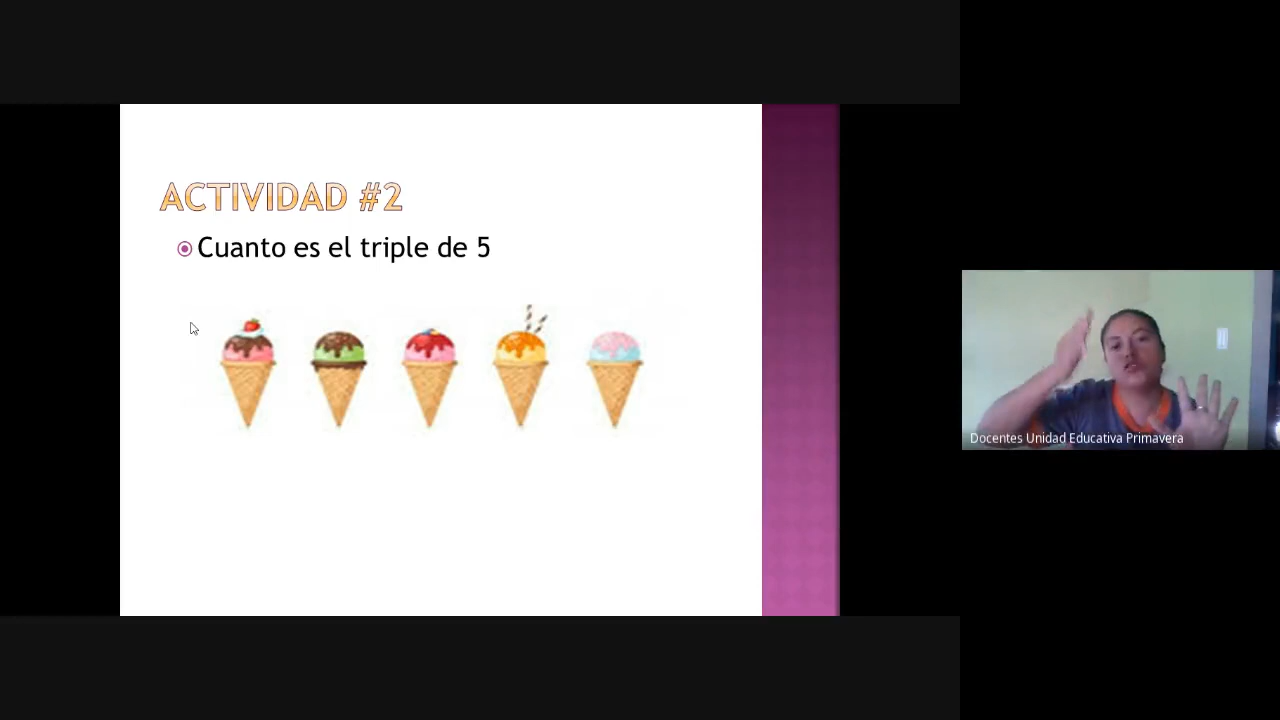 ACTIVIDAD #2
Cuanto es el triple de 5
Docentes Unidad Educativa Primavera